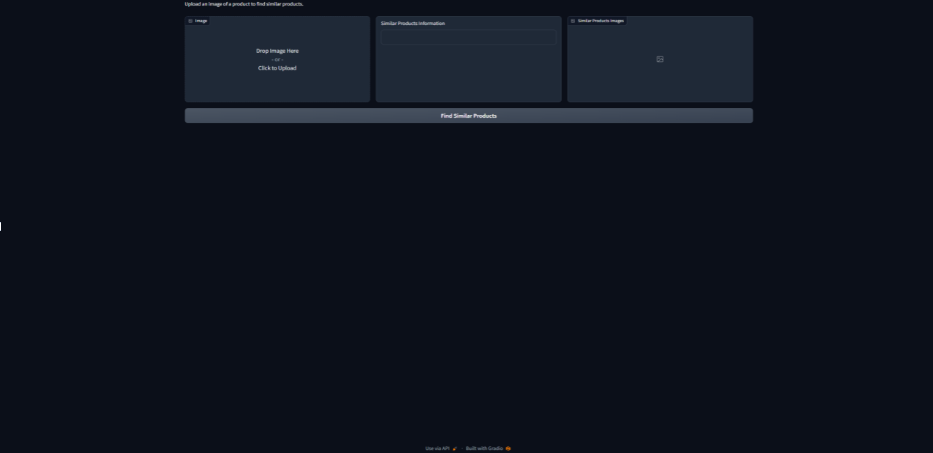 Upload an image of a product to find similar products.
Image
Drop Image Here
- or -
Click to Upload
Similar Products Information
Similar Products Images
Find Similar Products
Use via API
Built with Gradio